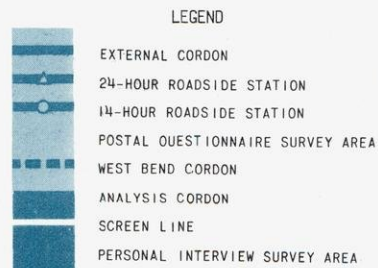 LEGEND
EXTERNAL CORDON
24-HOUR ROADSIDE STATION
14-HOUR ROADSIDE STATION
POSTAL QUESTIONNAIRE SURVEY AREA
WEST BEND CORDON
ANALYSIS CORDON
SCREEN LINE
PERSONAL INTERVIEW SURVEY AREA